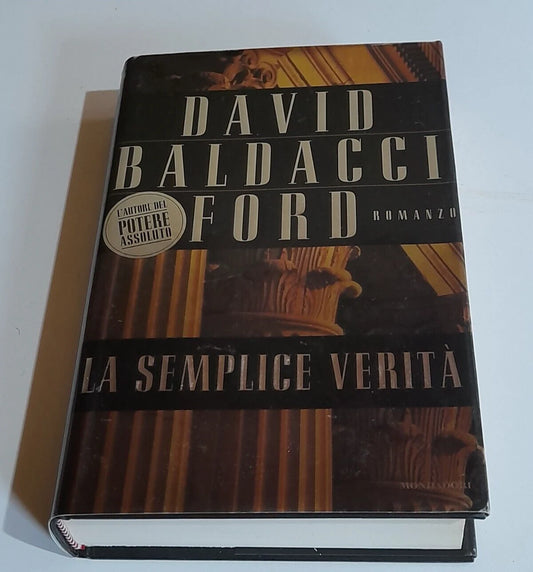 DAVID
BALDACCI
FORD
ROMANZO
L'AUTORE DEL
POTERE
ASSOLUTO
LA SEMPLICE VERITÀ
MONDADORI